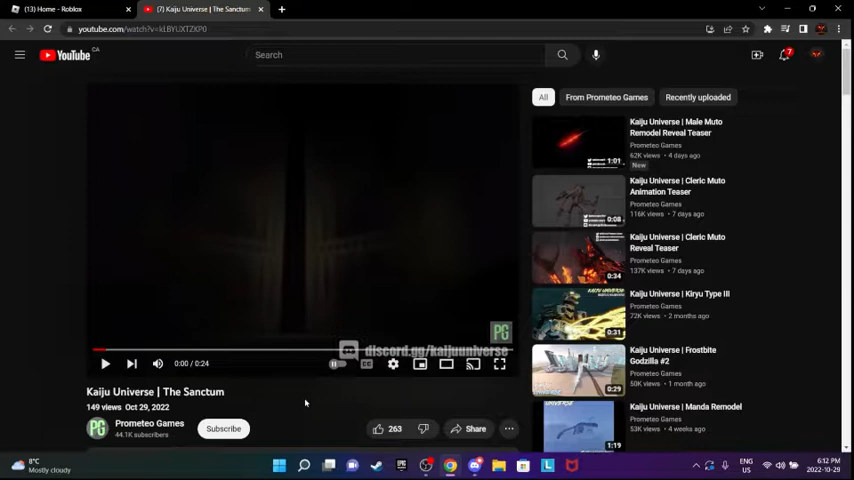 (13) Home - Roblox
(7) Kaiju Universe | The Sanctum
youtube.com/watch?v=kLBYUXTZKP0
YouTube CA
Search
7
All
From Prometeo Games
Recently uploaded
Kaiju Universe | Male Muto
Remodel Reveal Teaser
Prometeo Games
62K views • 4 days ago
New
1:01
Kaiju Universe | Cleric Muto
Animation Teaser
Prometeo Games
116K views • 7 days ago
0:08
Kaiju Universe | Cleric Muto
Reveal Teaser
Prometeo Games
137K views • 7 days ago
0:34
KAIJU UNIVERSE
Kaiju Universe | Kiryu Type III
Prometeo Games
72K views • 2 months ago
0:31
Kaiju Universe | Frostbite
Godzilla #2
Prometeo Games
50K views • 1 month ago
0:29
Kaiju Universe | Manda Remodel
Prometeo Games
53K views • 4 weeks ago
1:19
PG
discord.gg/kaijuuniverse
0:00 / 0:24
Kaiju Universe | The Sanctum
149 views Oct 29, 2022
PG
Prometeo Games
44.1K subscribers
Subscribe
263
Share
8°C
Mostly cloudy
ENG
US
6:12 PM
2022-10-29